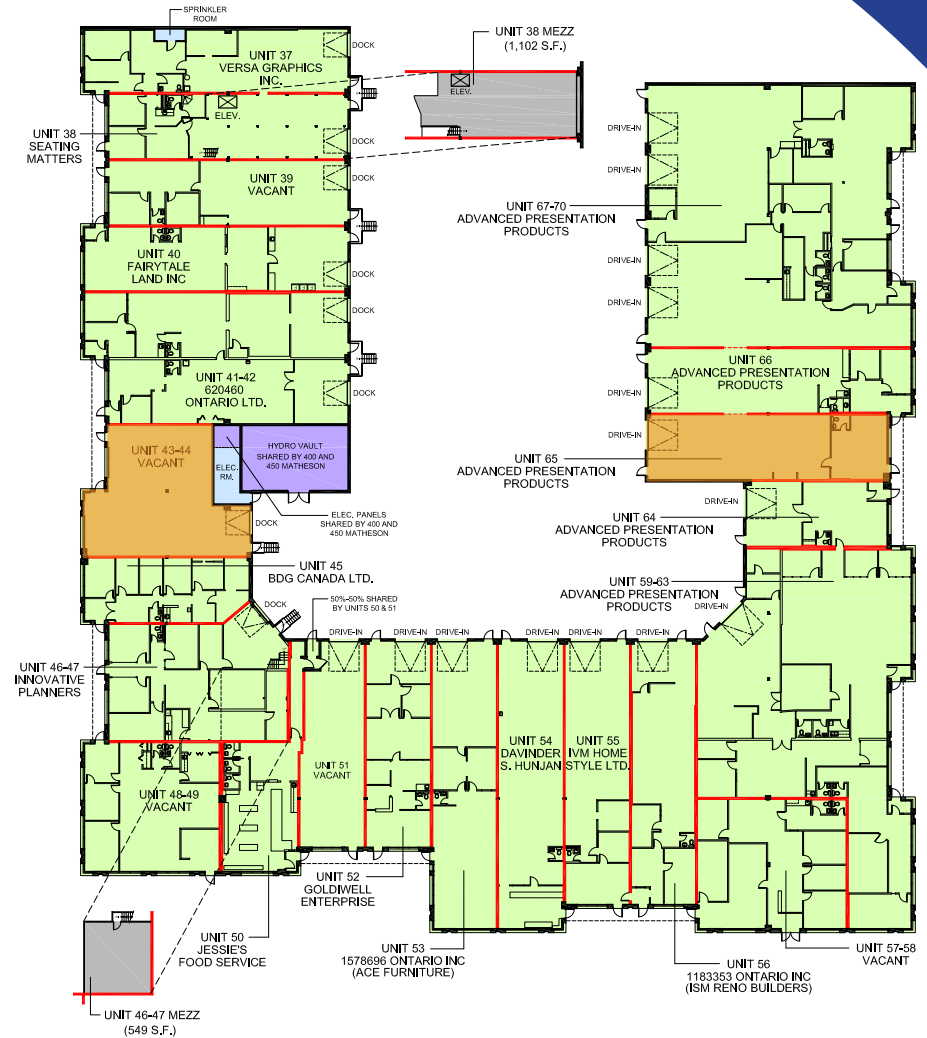 SPRINKLER
ROOM
UNIT 37
VERSA GRAPHICS
INC.
DOCK
UNIT 38 MEZZ
(1,102 S.F.)
ELEV.
ELEV.
UNIT 38
SEATING
MATTERS
DOCK
UNIT 39
VACANT
DOCK
UNIT 40
FAIRYTALE
LAND INC
DOCK
DOCK
UNIT 41-42
620460
ONTARIO LTD.
DOCK
UNIT 43-44
VACANT
ELEC.
RM.
HYDRO VAULT
SHARED BY 400 AND
450 MATHESON
ELEC. PANELS
SHARED BY 400 AND
450 MATHESON
DOCK
UNIT 45
BDG CANADA LTD.
DOCK
50%-50% SHARED
BY UNITS 50 & 51
UNIT 46-47
INNOVATIVE
PLANNERS
UNIT 48-49
VACANT
UNIT 46-47 MEZZ
(549 S.F.)
UNIT 50
JESSIE'S
FOOD SERVICE
DRIVE-IN
UNIT 51
VACANT
DRIVE-IN
UNIT 52
GOLDIWELL
ENTERPRISE
DRIVE-IN
UNIT 53
1578696 ONTARIO INC
(ACE FURNITURE)
DRIVE-IN
UNIT 54
DAVINDER
S. HUNJAN
DRIVE-IN
UNIT 55
IVM HOME
STYLE LTD.
DRIVE-IN
UNIT 56
1183353 ONTARIO INC
(ISM RENO BUILDERS)
UNIT 57-58
VACANT
DRIVE-IN
UNIT 59-63
ADVANCED PRESENTATION
PRODUCTS
DRIVE-IN
UNIT 64
ADVANCED PRESENTATION
PRODUCTS
DRIVE-IN
UNIT 65
ADVANCED PRESENTATION
PRODUCTS
DRIVE-IN
UNIT 66
ADVANCED PRESENTATION
PRODUCTS
DRIVE-IN
DRIVE-IN
DRIVE-IN
DRIVE-IN
UNIT 67-70
ADVANCED PRESENTATION
PRODUCTS